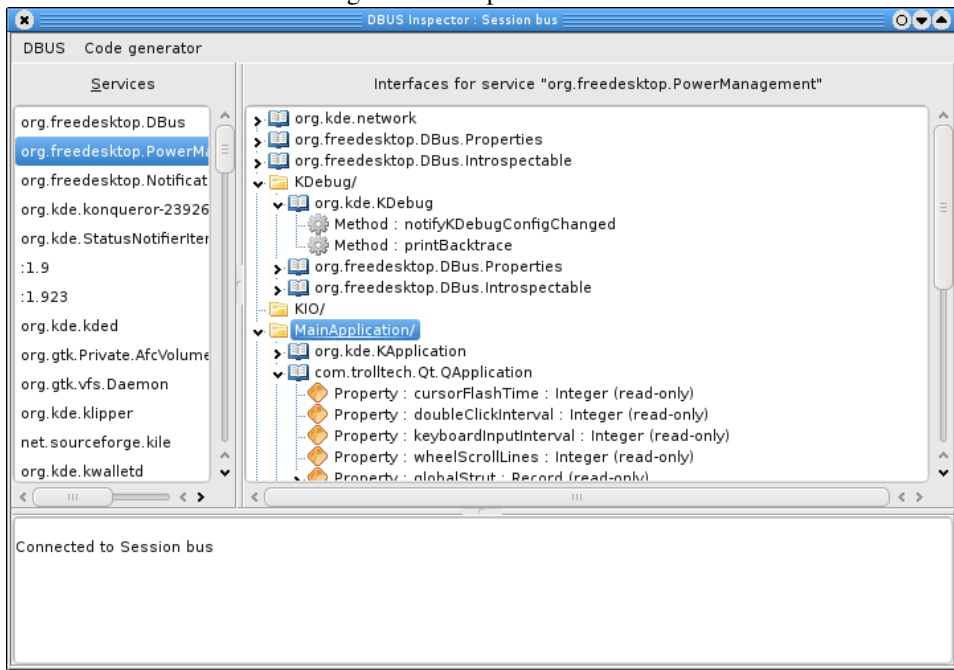 DBUS Inspector : Session bus
DBUS Code generator
Services
org.freedesktop.DBus
org.freedesktop.PowerMa
org.freedesktop.Notificat
org.kde.konqueror-23926
org.kde.StatusNotifierIter
:1.9
:1.923
org.kde.kded
org.gtk.Private.AfcVolume
org.gtk.vfs.Daemon
org.kde.klipper
net.sourceforge.kile
org.kde.kwalletd
Interfaces for service "org.freedesktop.PowerManagement"
org.kde.network
org.freedesktop.DBus.Properties
org.freedesktop.DBus.Introspectable
KDebug/
org.kde.KDebug
Method : notifyKDebugConfigChanged
Method : printBacktrace
org.freedesktop.DBus.Properties
org.freedesktop.DBus.Introspectable
KIO/
MainApplication/
org.kde.KApplication
com.trolltech.Qt.QApplication
Property : cursorFlashTime : Integer (read-only)
Property : doubleClickInterval : Integer (read-only)
Property : keyboardInputInterval : Integer (read-only)
Property : wheelScrollLines : Integer (read-only)
Property : globalStrut : Record (read-only)
Connected to Session bus